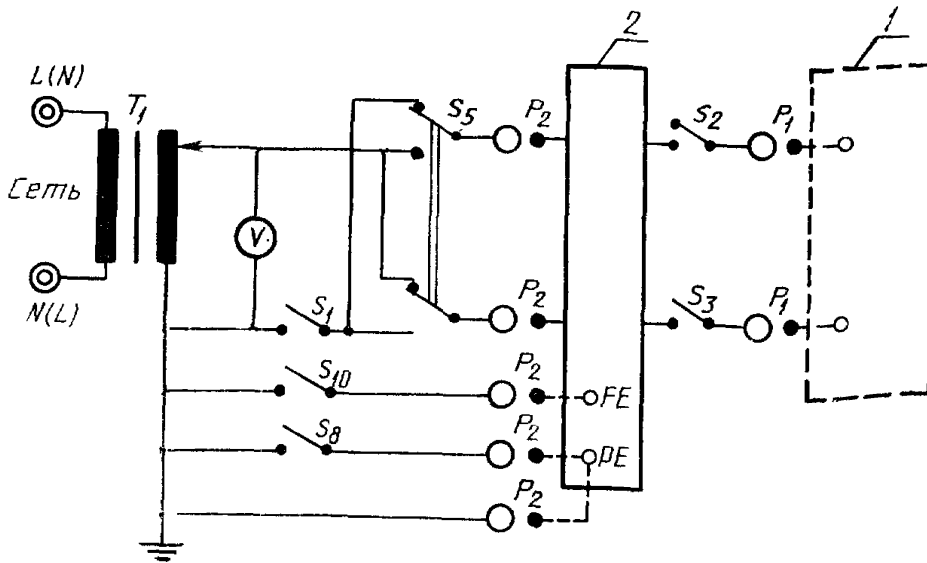 2
1
L(N)
T1
S5
P2
S2
P1
Сеть
V
N(L)
S1
P2
S3
P1
S10
P2
FE
S8
P2
PE
P2